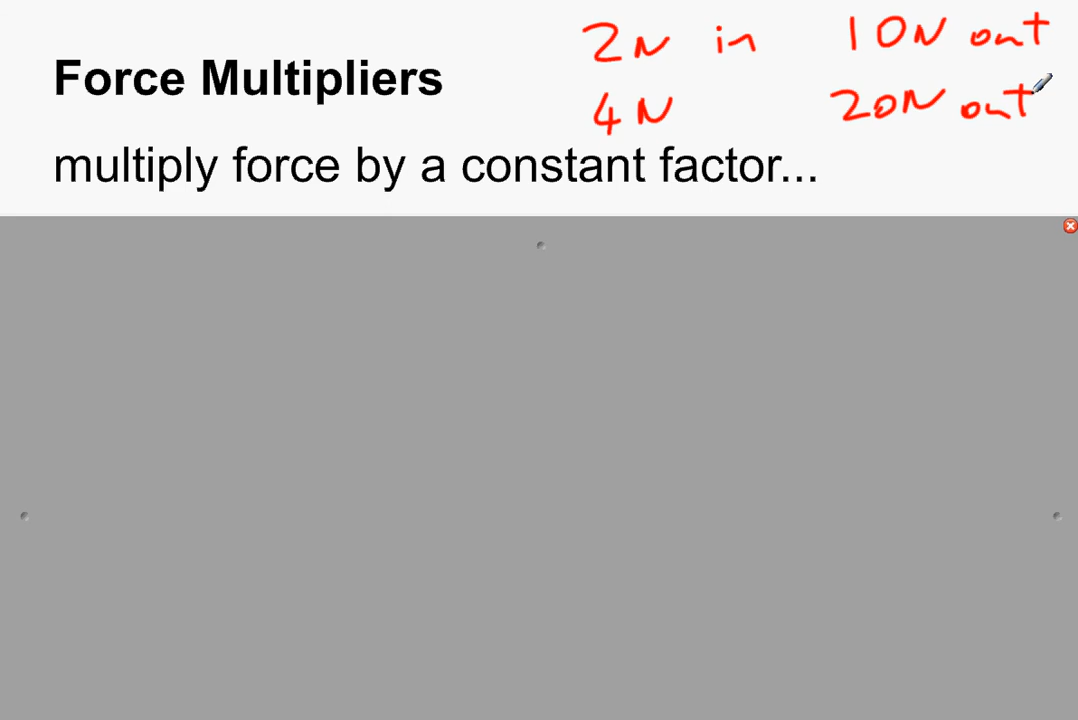 2N in 10N out
Force Multipliers
4N 20N out
multiply force by a constant factor...